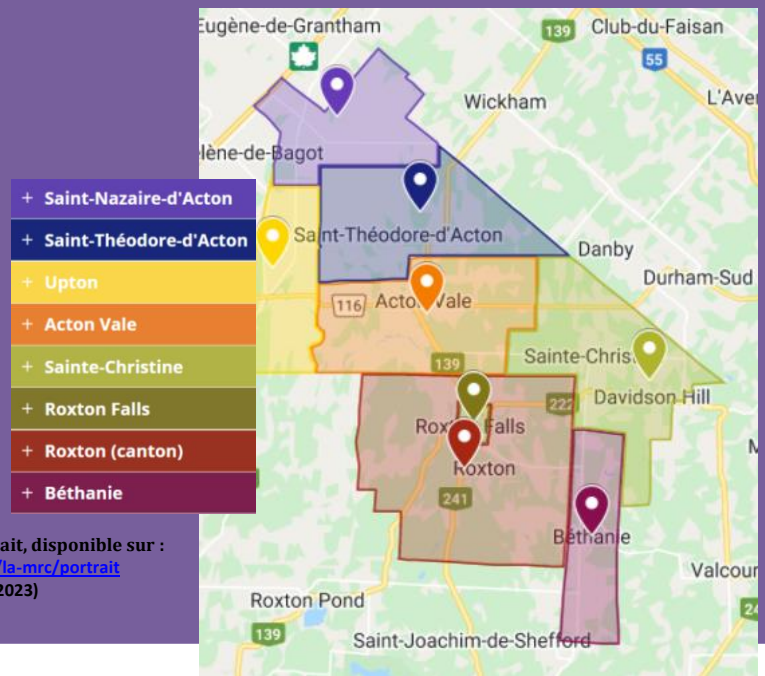 Eugène-de-Grantham
139
Club-du-Faisan
55
Wickham
L'Aver
lène-de-Bagot
+ Saint-Nazaire-d'Acton
+ Saint-Théodore-d'Acton
+ Upton
+ Acton Vale
+ Sainte-Christine
+ Roxton Falls
+ Roxton (canton)
+ Béthanie
Saint-Théodore-d'Acton
Danby
Durham-Sud
116
Acton Vale
139
Sainte-Chris
222
Davidson Hill
Roxton Falls
Roxton
241
Béthanie
Valcour
ait, disponible sur :
/la-mrc/portrait
2023)
Roxton Pond
139
Saint-Joachim-de-Shefford
24